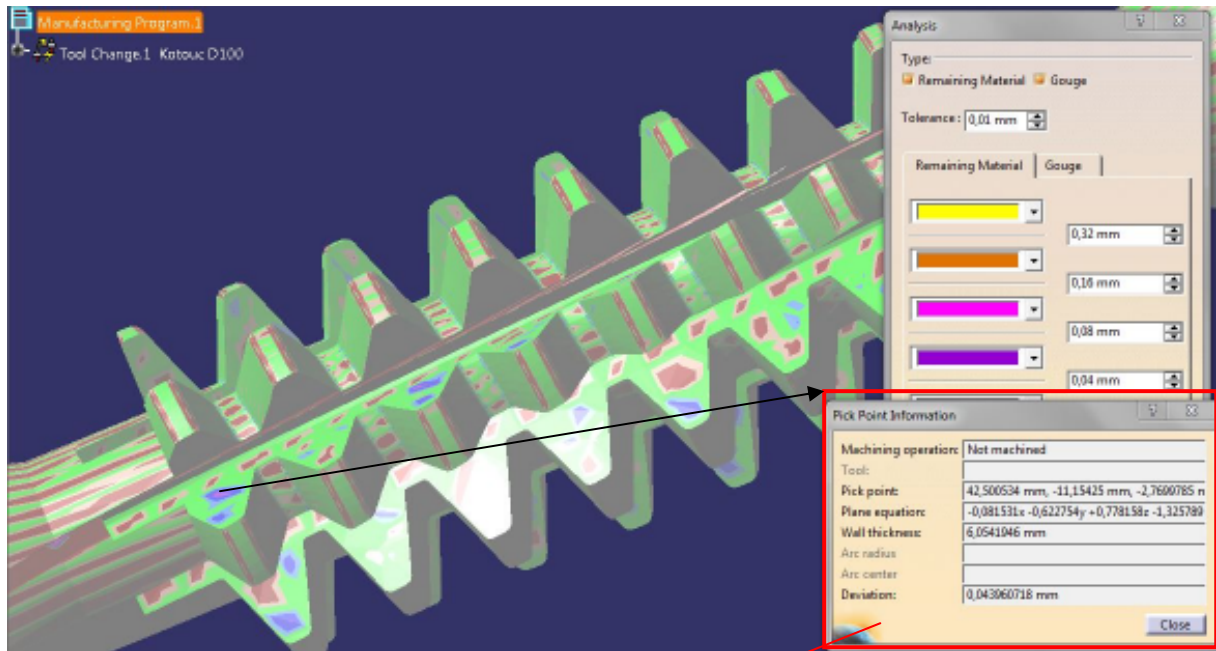 Manufacturing Program.1
Tool Change.1 Kotouc D100
Analysis
Type:
Remaining Material Gouge
Tolerance : 0,01 mm
Remaining Material Gouge
0,32 mm
0,16 mm
0,08 mm
0,04 mm
Pick Point Information
Machining operation: Not machined
Tool:
Pick point: 42,500534 mm, -11,15425 mm, -2,7699785 m
Plane equation: -0,081531x -0,622754y +0,778158z -1,325789
Wall thickness: 6,0541946 mm
Arc radius
Arc center
Deviation: 0,043960718 mm
Close